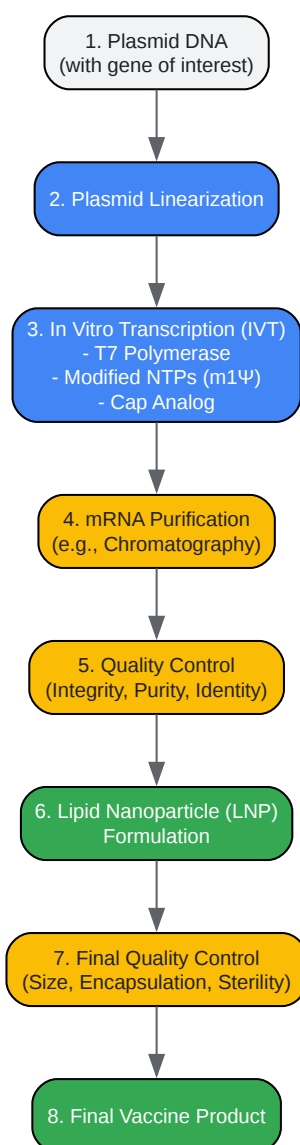 1. Plasmid DNA
(with gene of interest)
2. Plasmid Linearization
3. In Vitro Transcription (IVT)
- T7 Polymerase
- Modified NTPs (m1Ψ)
- Cap Analog
4. mRNA Purification
(e.g., Chromatography)
5. Quality Control
(Integrity, Purity, Identity)
6. Lipid Nanoparticle (LNP)
Formulation
7. Final Quality Control
(Size, Encapsulation, Sterility)
8. Final Vaccine Product